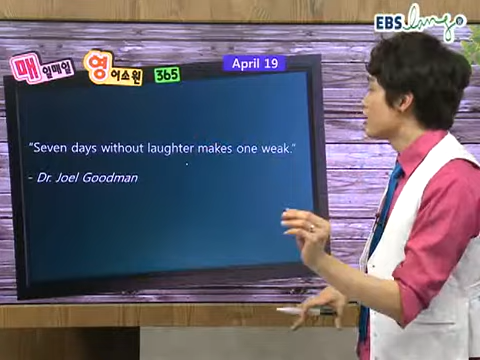 EBS lang
매일매일 영어소원 365
April 19
"Seven days without laughter makes one weak."
- Dr. Joel Goodman